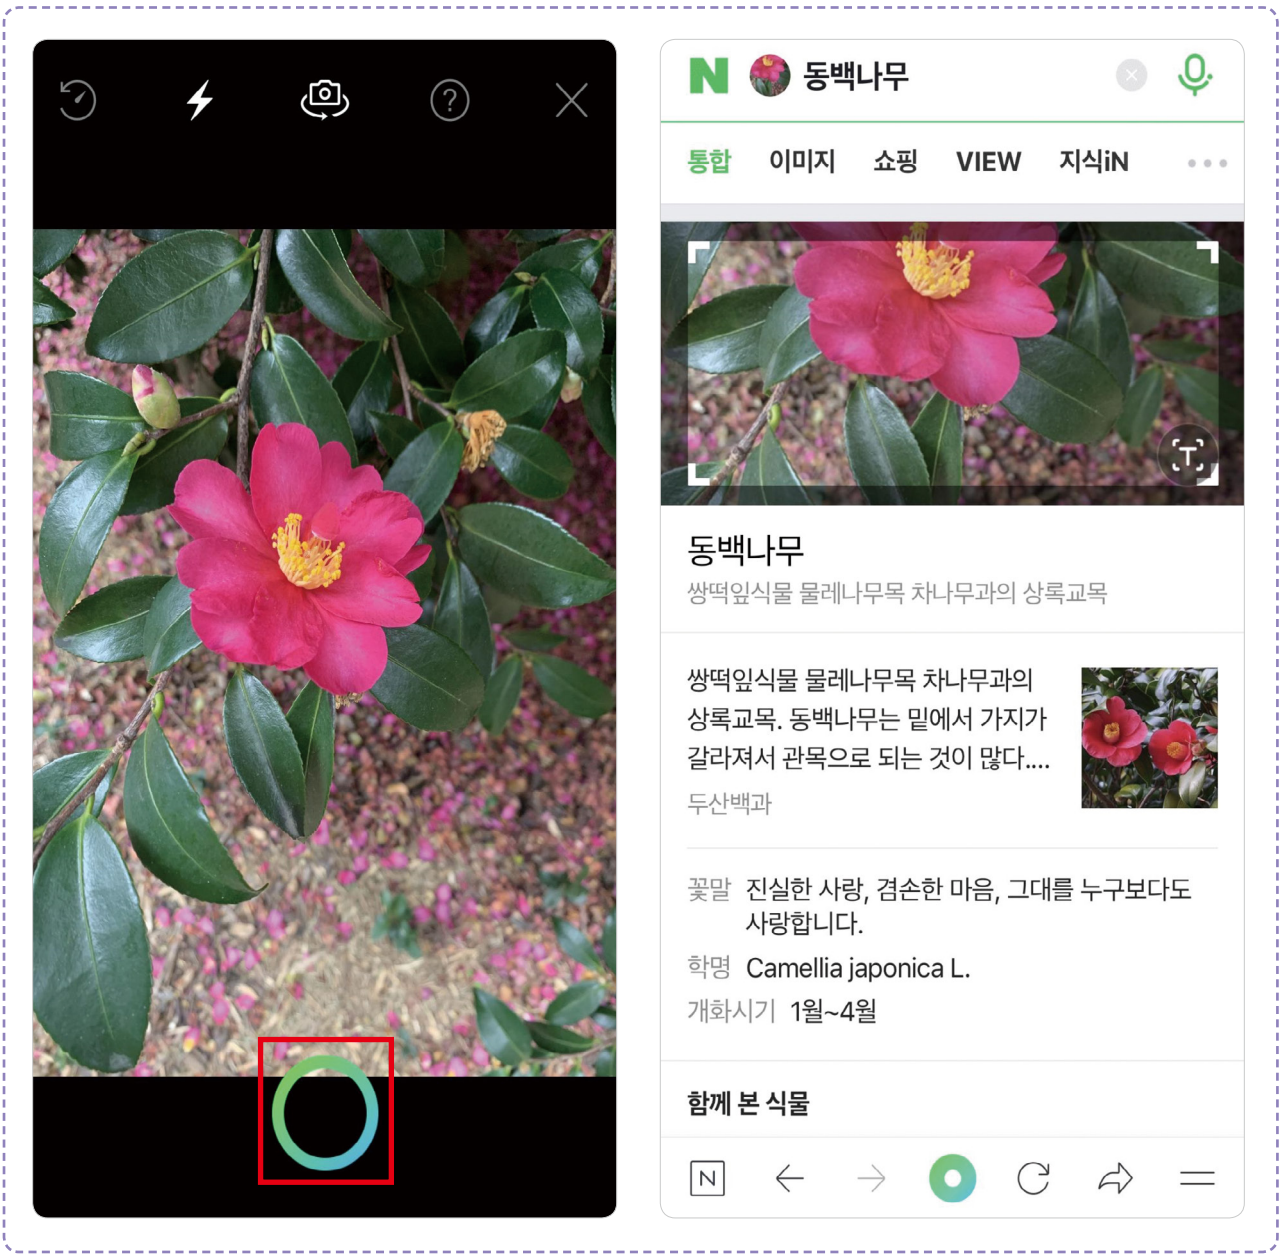 N 동백나무
통합 이미지 쇼핑 VIEW 지식iN
T
동백나무
쌍떡잎식물 물레나무목 차나무과의 상록교목
쌍떡잎식물 물레나무목 차나무과의
상록교목. 동백나무는 밑에서 가지가
갈라져서 관목으로 되는 것이 많다....
두산백과
꽃말 진실한 사랑, 겸손한 마음, 그대를 누구보다도
사랑합니다.
학명 Camellia japonica L.
개화시기 1월~4월
함께 본 식물
N